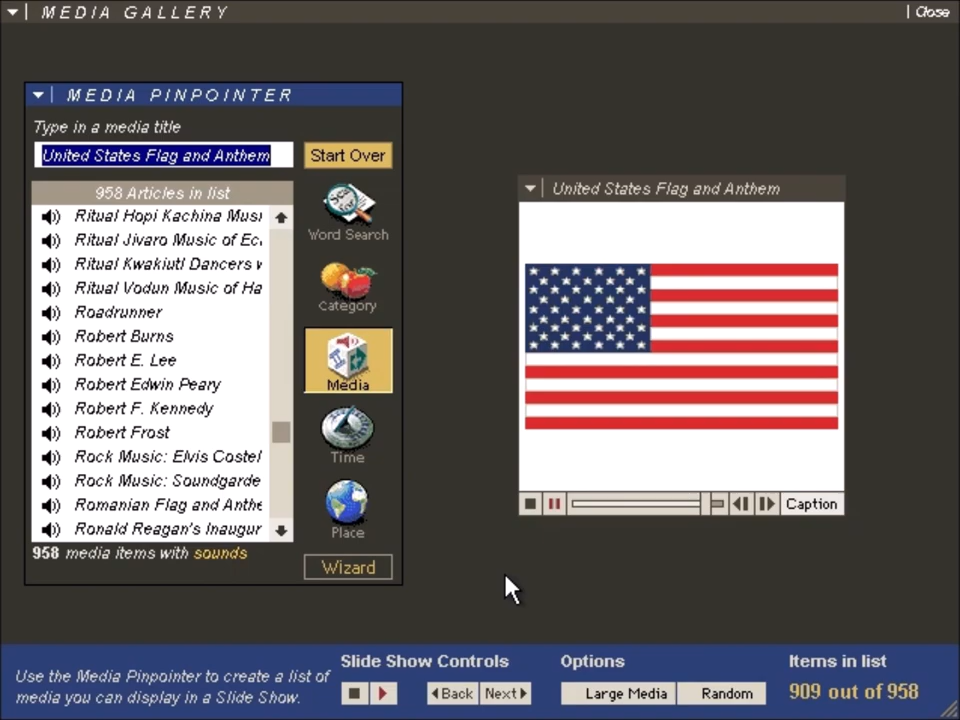 MEDIA GALLERY
Close
MEDIA PINPOINTER
Type in a media title
United States Flag and Anthem
Start Over
958 Articles in list
Ritual Hopi Kachina Musi
Ritual Jivaro Music of Ec
Ritual Kwakiutl Dancers w
Ritual Vodun Music of Ha
Roadrunner
Robert Burns
Robert E. Lee
Robert Edwin Peary
Robert F. Kennedy
Robert Frost
Rock Music: Elvis Costel
Rock Music: Soundgarde
Romanian Flag and Anthe
Ronald Reagan's Inaugur
958 media items with sounds
Word Search
Category
Media
Time
Place
Wizard
United States Flag and Anthem
Caption
Use the Media Pinpointer to create a list of
media you can display in a Slide Show.
Slide Show Controls
Back Next
Options
Large Media Random
Items in list
909 out of 958